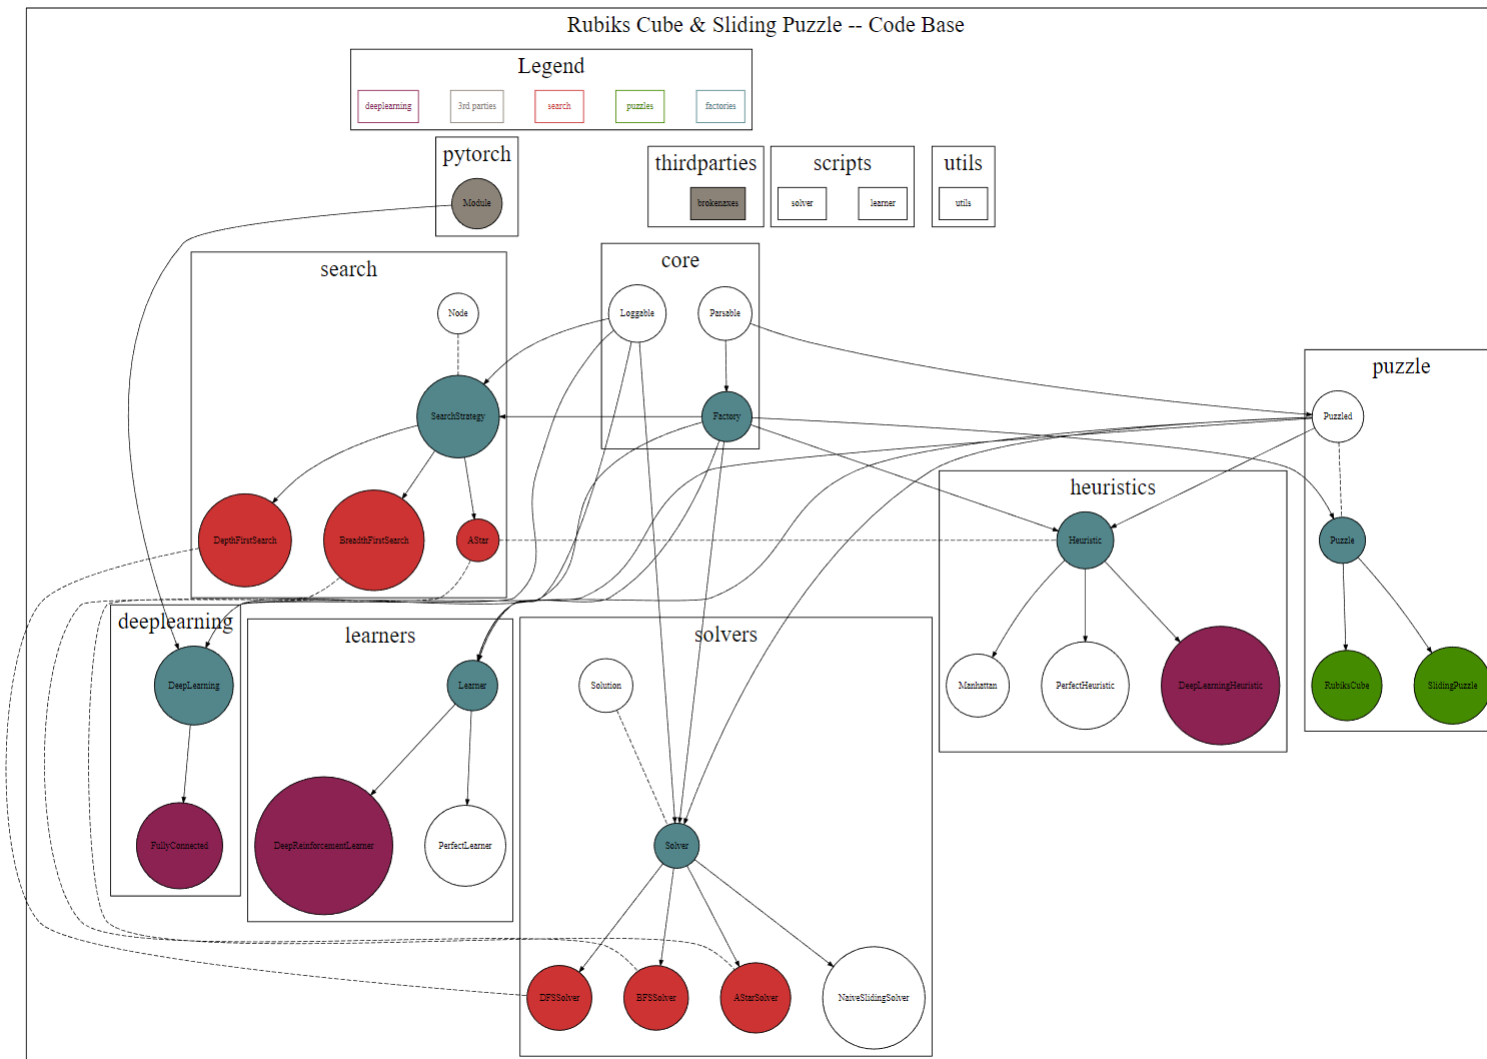 Rubiks Cube & Sliding Puzzle -- Code Base
Legend
deeplearning
3rd parties
search
puzzles
factories
pytorch
Module
thirdparties
brokenaxes
scripts
solver
learner
utils
utils
search
Node
SearchStrategy
DepthFirstSearch
BreadthFirstSearch
AStar
core
Loggable
Parsable
Factory
puzzle
Puzzled
Puzzle
RubiksCube
SlidingPuzzle
heuristics
Heuristic
Manhattan
PerfectHeuristic
DeepLearningHeuristic
deeplearning
DeepLearning
FullyConnected
learners
Learner
DeepReinforcementLearner
PerfectLearner
solvers
Solution
Solver
DFSSolver
BFSSolver
AStarSolver
NaiveSlidingSolver